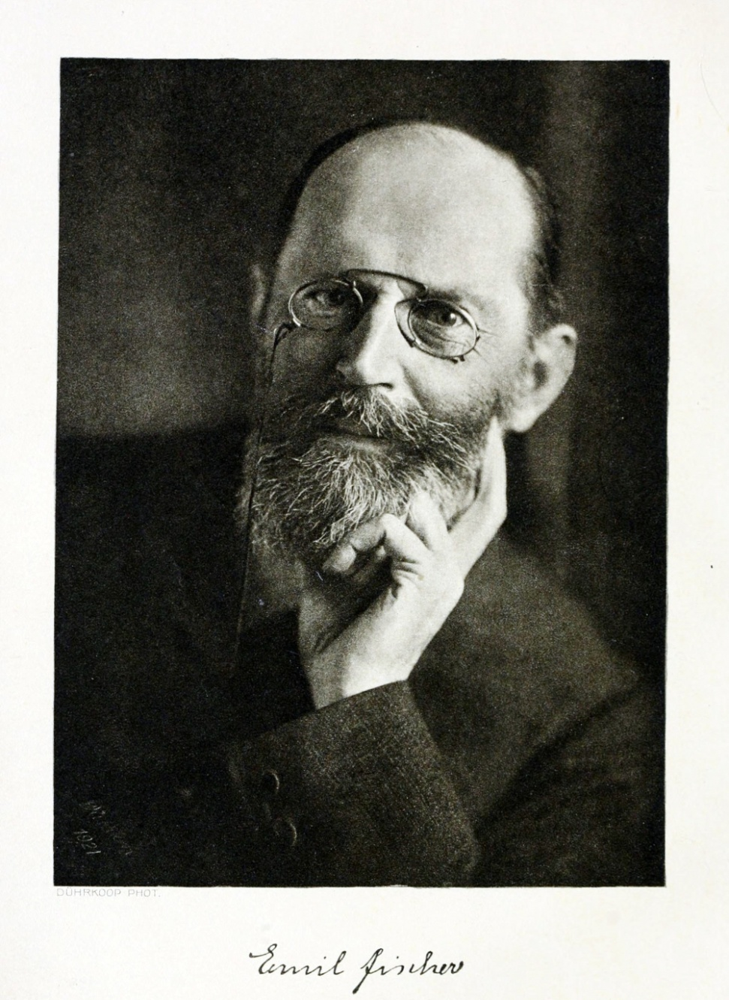 1921
DÜHRKOOP PHOT.
Emil Fischer